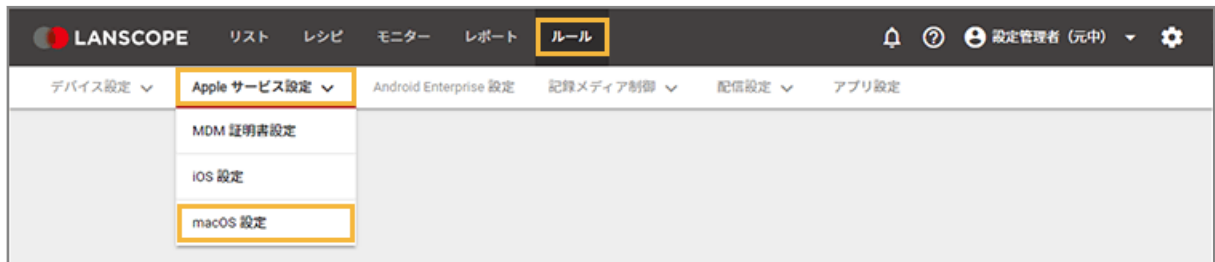 LANSCOPE リスト レシピ モニター レポート ルール 設定管理者（元中）
デバイス設定 Apple サービス設定 Android Enterprise 設定 記録メディア制御 配信設定 アプリ設定
MDM 証明書設定
iOS 設定
macOS 設定